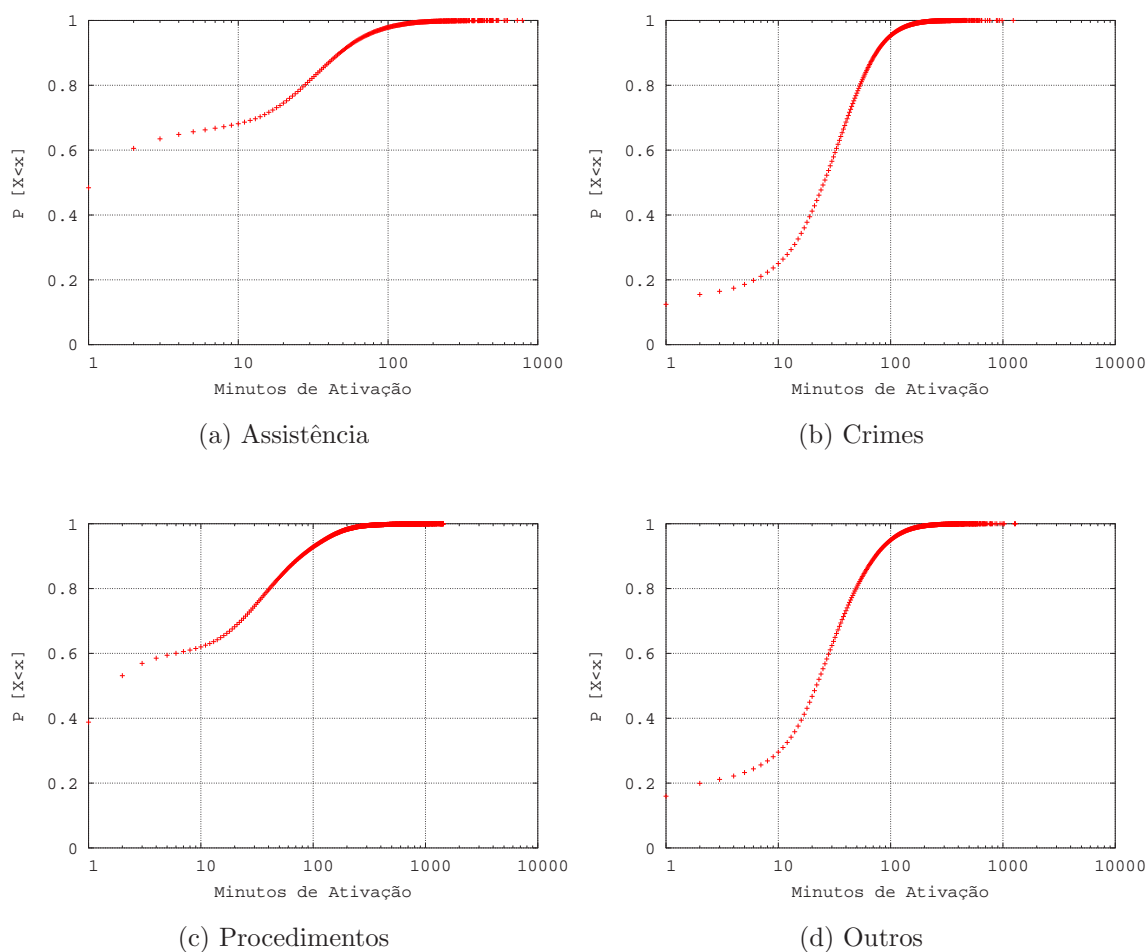 1
0.8
0.6
0.4
0.2
0
P [X<x]
1 10 100 1000
Minutos de Ativação
(a) Assistência
1
0.8
0.6
0.4
0.2
0
P [X<x]
1 10 100 1000 10000
Minutos de Ativação
(b) Crimes
1
0.8
0.6
0.4
0.2
0
P [X<x]
1 10 100 1000 10000
Minutos de Ativação
(c) Procedimentos
1
0.8
0.6
0.4
0.2
0
P [X<x]
1 10 100 1000 10000
Minutos de Ativação
(d) Outros